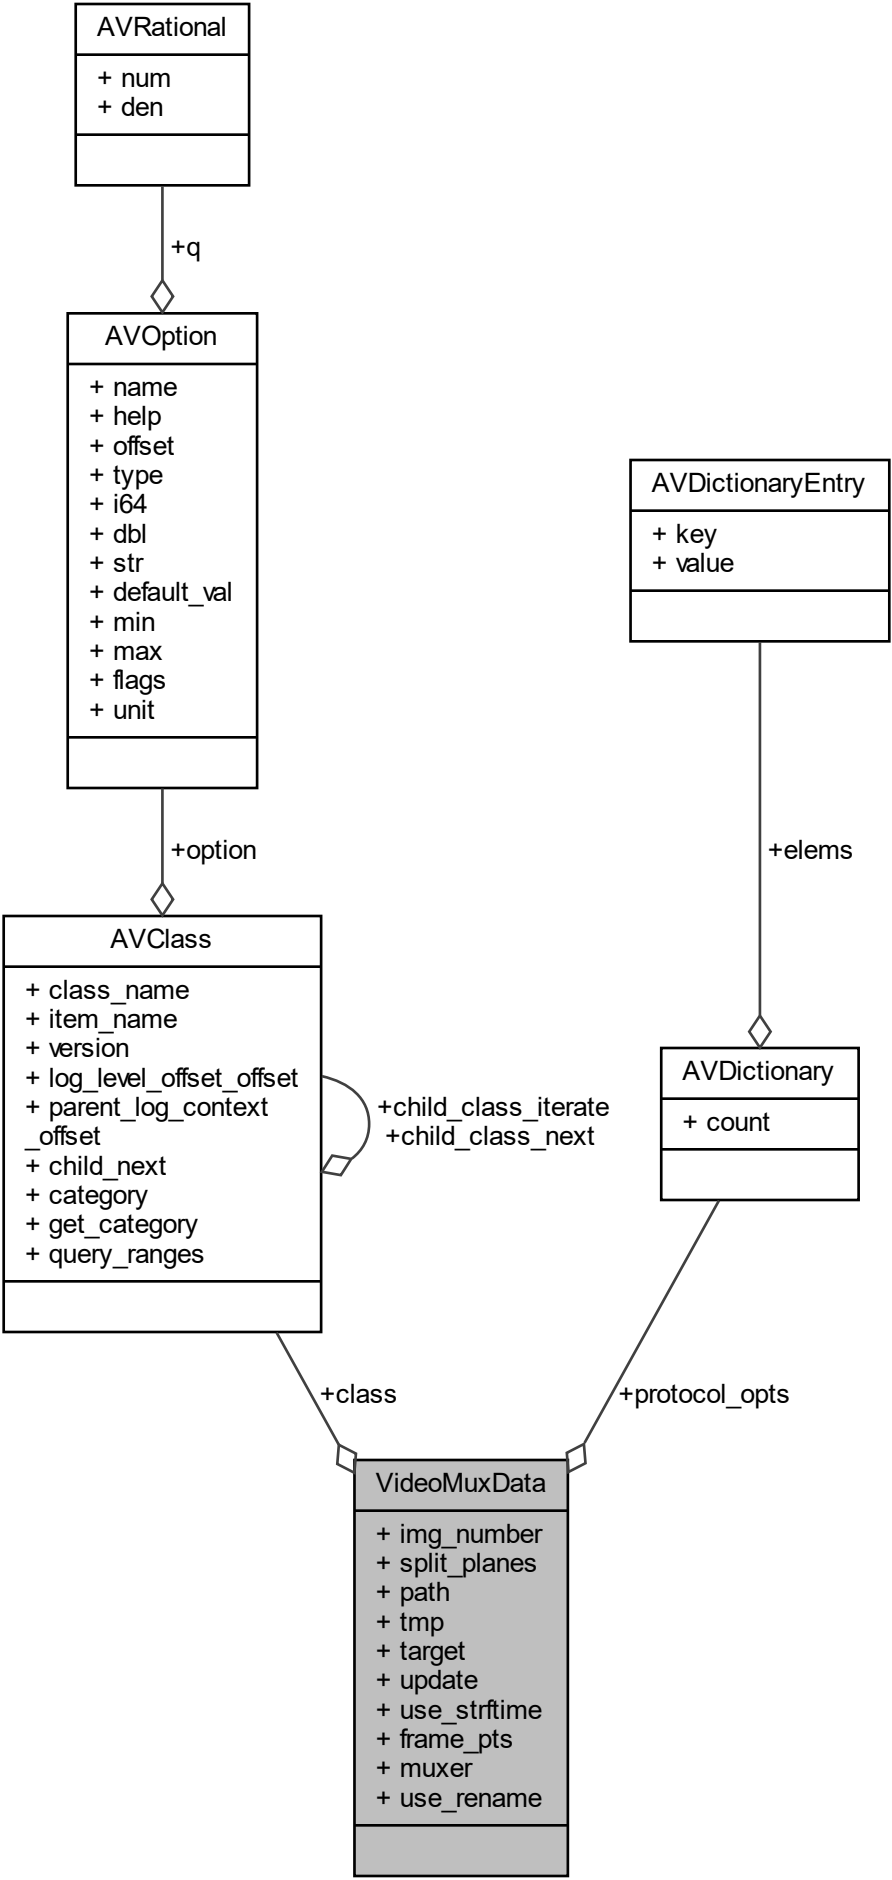 AVRational
+ num
+ den
+q
AVOption
+ name
+ help
+ offset
+ type
+ i64
+ dbl
+ str
+ default_val
+ min
+ max
+ flags
+ unit
AVDictionaryEntry
+ key
+ value
+option
+elems
AVClass
+ class_name
+ item_name
+ version
+ log_level_offset_offset
+ parent_log_context
_offset
+ child_next
+ category
+ get_category
+ query_ranges
+child_class_iterate
+child_class_next
AVDictionary
+ count
+class
+protocol_opts
VideoMuxData
+ img_number
+ split_planes
+ path
+ tmp
+ target
+ update
+ use_strftime
+ frame_pts
+ muxer
+ use_rename